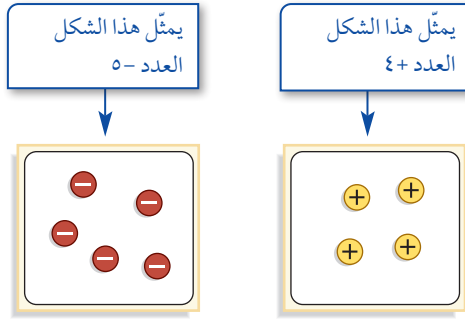 يمثّل هذا الشكل
العدد +٤
يمثّل هذا الشكل
العدد –٥
+ +
+ +
– –
– – –